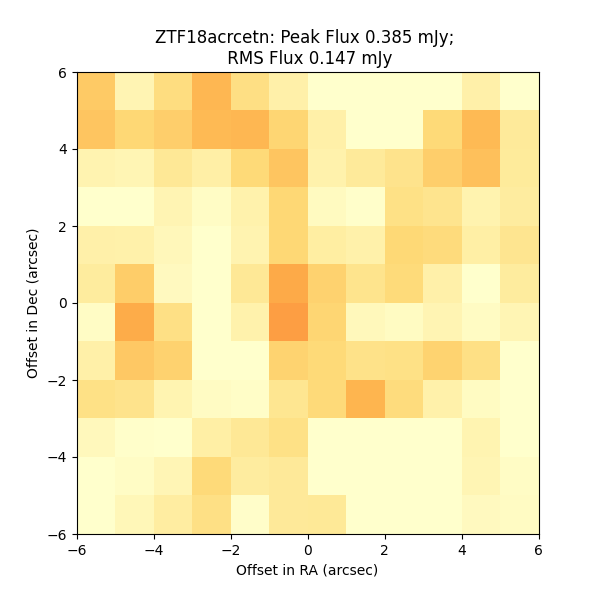 ZTF18acrcetn: Peak Flux 0.385 mJy;
RMS Flux 0.147 mJy
6
4
2
0
−2
−4
−6
Offset in Dec (arcsec)
−6 −4 −2 0 2 4 6
Offset in RA (arcsec)